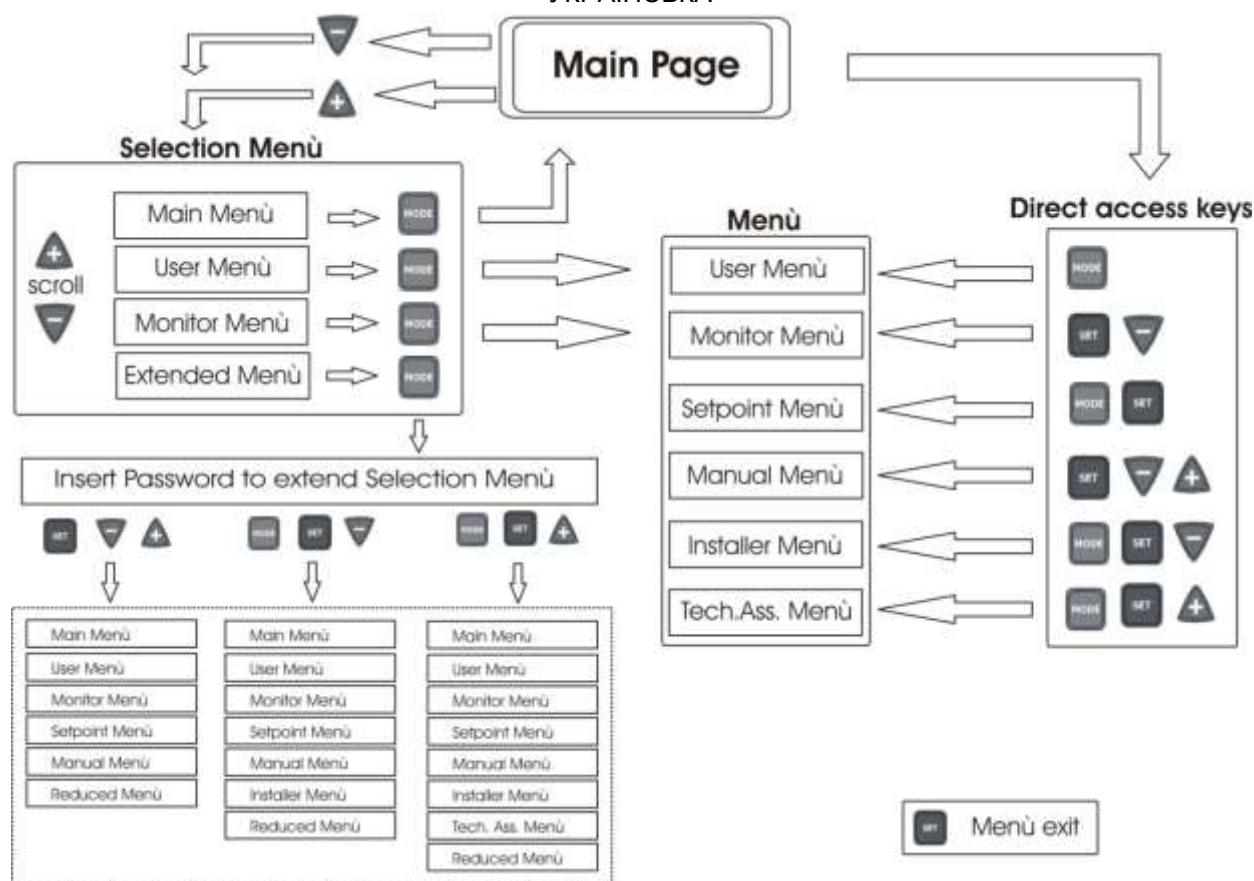 УКРАЇНСЬКА
Main Page
Selection Menù
Main Menù
MODE
User Menù
MODE
scroll
Monitor Menù
MODE
Extended Menù
MODE
Insert Password to extend Selection Menù
SET
MODE SET
MODE SET
Main Menù
User Menù
Monitor Menù
Setpoint Menù
Manual Menù
Reduced Menù
Main Menù
User Menù
Monitor Menù
Setpoint Menù
Manual Menù
Installer Menù
Reduced Menù
Main Menù
User Menù
Monitor Menù
Setpoint Menù
Manual Menù
Installer Menù
Tech. Ass. Menù
Reduced Menù
Menù
User Menù
Monitor Menù
Setpoint Menù
Manual Menù
Installer Menù
Tech.Ass. Menù
Direct access keys
MODE
SET
MODE SET
SET
MODE SET
MODE SET
SET Menù exit